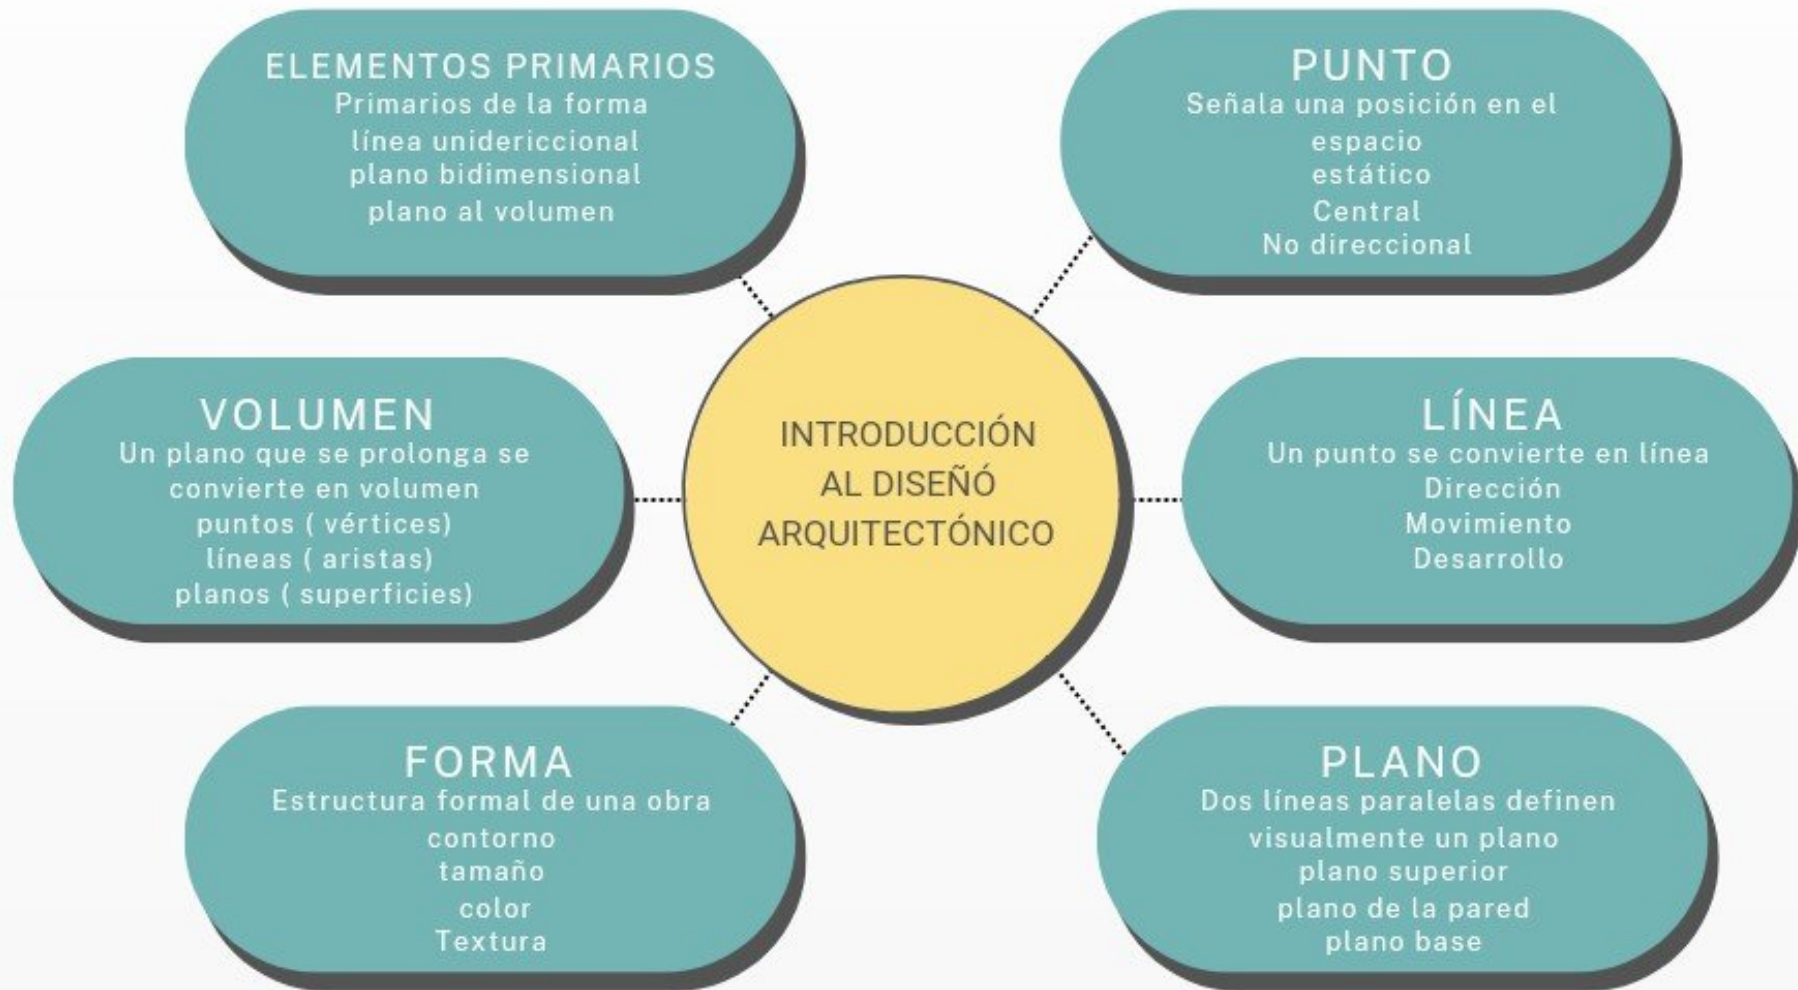 ELEMENTOS PRIMARIOS
Primarios de la forma
línea unidericcional
plano bidimensional
plano al volumen
PUNTO
Señala una posición en el
espacio
estático
Central
No direccional
VOLUMEN
Un plano que se prolonga se
convierte en volumen
puntos ( vértices)
líneas ( aristas)
planos ( superficies)
INTRODUCCIÓN
AL DISEÑÓ
ARQUITECTÓNICO
LÍNEA
Un punto se convierte en línea
Dirección
Movimiento
Desarrollo
FORMA
Estructura formal de una obra
contorno
tamaño
color
Textura
PLANO
Dos líneas paralelas definen
visualmente un plano
plano superior
plano de la pared
plano base